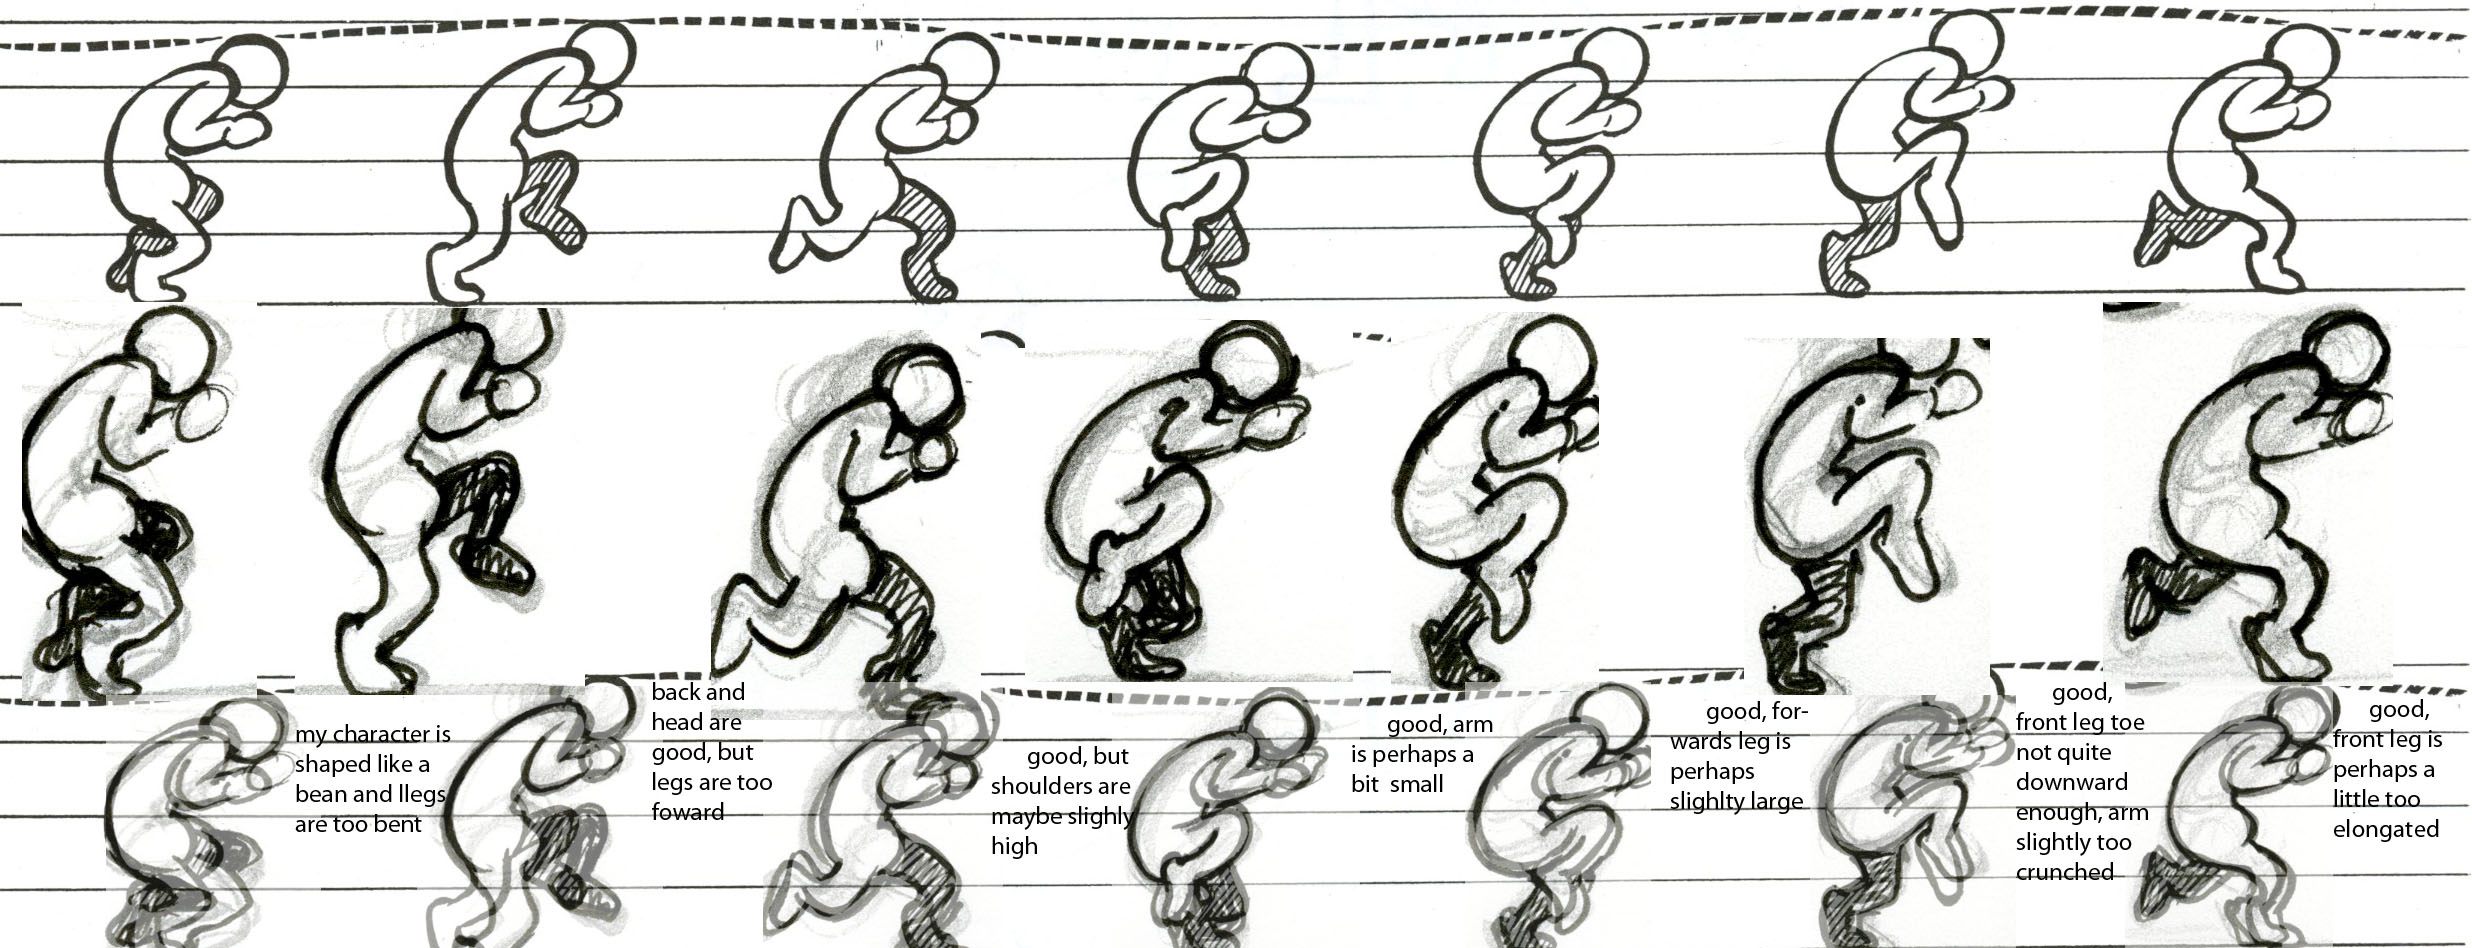 my character is
shaped like a
bean and llegs
are too bent
back and
head are
good, but
legs are too
foward
good, but
shoulders are
maybe slighly
high
good, arm
is perhaps a
bit small
good, for-
wards leg is
perhaps
slighlty large
good,
front leg toe
not quite
downward
enough, arm
slightly too
crunched
good,
front leg is
perhaps a
little too
elongated